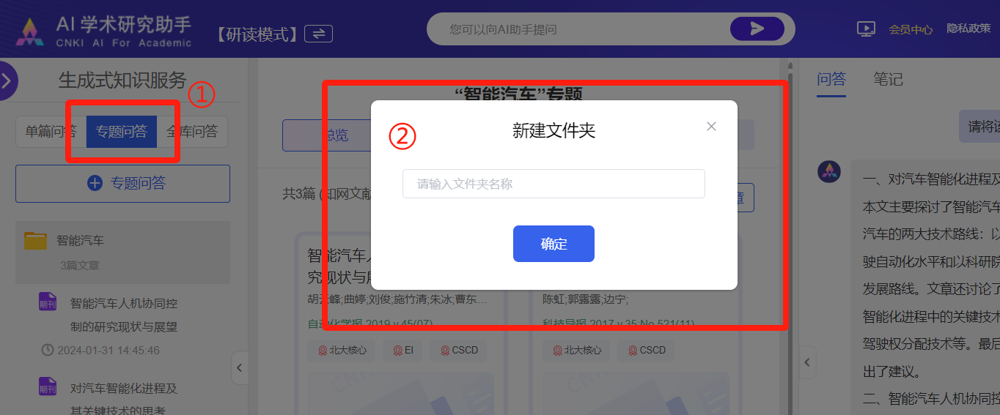 AI 学术研究助手
CNKI AI For Academic
【研读模式】
您可以向AI助手提问
会员中心
隐私政策
生成式知识服务
①
单篇问答
专题问答
全库问答
专题问答
智能汽车
3篇文章
期刊
智能汽车人机协同控
制的研究现状与展望
2024-01-31 14:45:46
期刊
对汽车智能化进程及
其关键技术的思考
“智能汽车”专题
总览
共3篇 (知网文献
章
②
新建文件夹
请输入文件夹名称
确定
智能汽车人
究现状与展
胡云峰;曲婷;刘俊;施竹清;朱冰;曹东...
自动化学报 2019 ,v.45(07)
北大核心
EI
CSCD
陈虹;郭露露;边宁;
科技导报 2017 ,v.35;No.521(11)
北大核心
CSCD
CNKI
CNKI
问答
笔记
请将该
一、对汽车智能化进程及
本文主要探讨了智能汽车
汽车的两大技术路线：以
驶自动化水平和以科研院
发展路线。文章还讨论了
智能化进程中的关键技术
驾驶权分配技术等。最后
出了建议。
二、智能汽车人机协同控